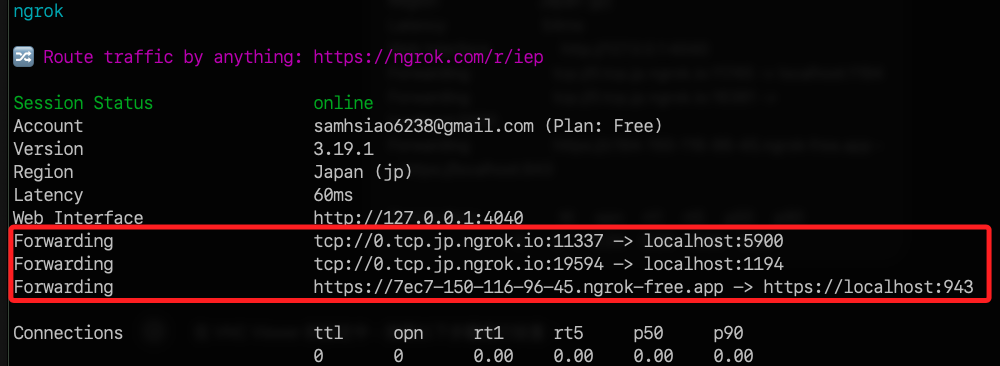 ngrok
🔀 Route traffic by anything: https://ngrok.com/r/iep
Session Status online
Account samhsiao6238@gmail.com (Plan: Free)
Version 3.19.1
Region Japan (jp)
Latency 60ms
Web Interface http://127.0.0.1:4040
Forwarding tcp://0.tcp.jp.ngrok.io:11337 -> localhost:5900
Forwarding tcp://0.tcp.jp.ngrok.io:19594 -> localhost:1194
Forwarding https://7ec7-150-116-96-45.ngrok-free.app -> https://localhost:943
Connections ttl opn rt1 rt5 p50 p90
0 0 0.00 0.00 0.00 0.00